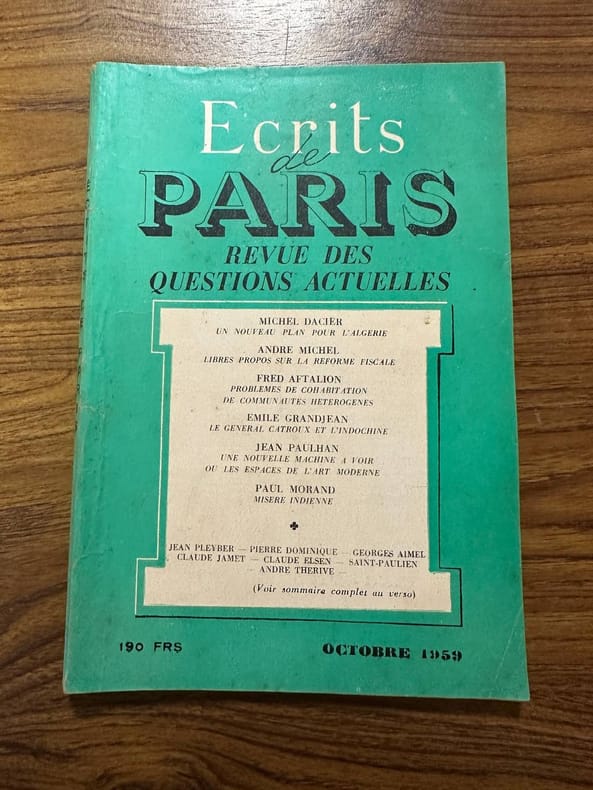 Ecrits
de
PARIS
REVUE DES
QUESTIONS ACTUELLES
MICHEL DACIER
UN NOUVEAU PLAN POUR L'ALGERIE
ANDRE MICHEL
LIBRES PROPOS SUR LA REFORME FISCALE
FRED AFTALION
PROBLEMES DE COHABITATION
DE COMMUNAUTES HETEROGENES
EMILE GRANDJEAN
LE GENERAL CATROUX ET L'INDOCHINE
JEAN PAULHAN
UNE NOUVELLE MACHINE A VOIR
OU LES ESPACES DE L'ART MODERNE
PAUL MORAND
MISERE INDIENNE
JEAN PLEYBER — PIERRE DOMINIQUE — GEORGES AIMEL
CLAUDE JAMET — CLAUDE ELSEN — SAINT-PAULIEN
— ANDRE THERIVE —
(Voir sommaire complet au verso)
190 FRS
OCTOBRE 1959